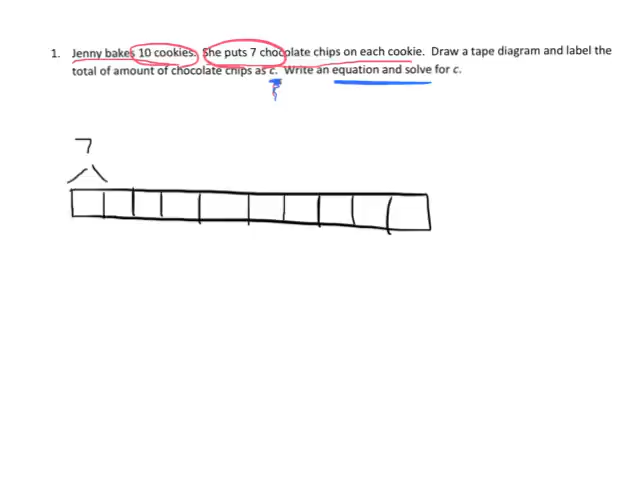 1. Jenny bakes 10 cookies. She puts 7 chocolate chips on each cookie. Draw a tape diagram and label the
total of amount of chocolate chips as c. Write an equation and solve for c.
7